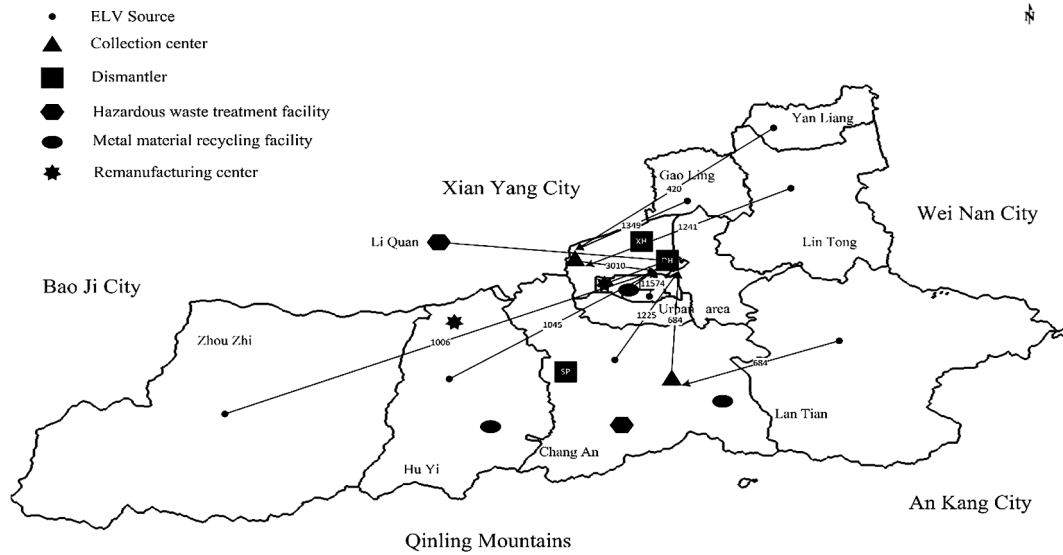 ELV Source
N
Collection center
Dismantler
Hazardous waste treatment facility
Metal material recycling facility
Remanufacturing center
Yan Liang
Gao Ling
420
Xian Yang City
Wei Nan City
1349
1241
Li Quan
XH
Lin Tong
3010
Bao Ji City
11574
Urban area
1225
684
1045
Zhou Zhi
1006
684
SP
Lan Tian
Chang An
Hu Yi
An Kang City
Qinling Mountains